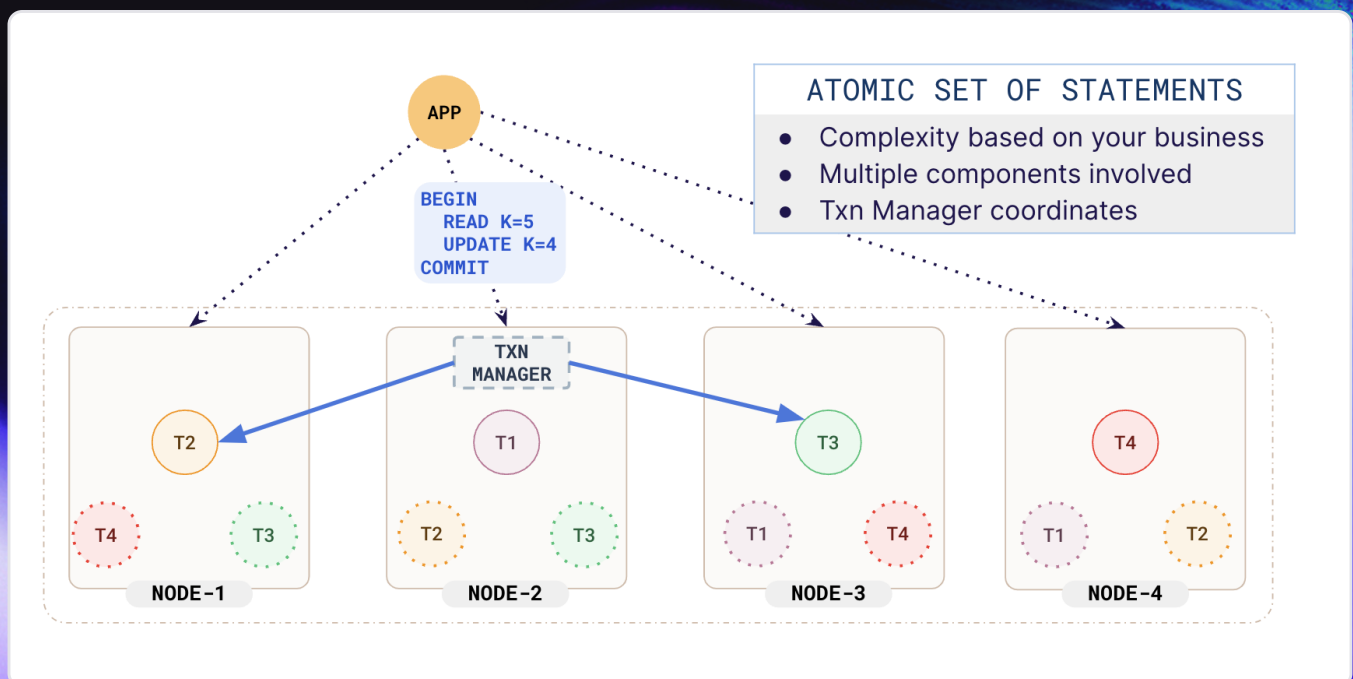 APP
ATOMIC SET OF STATEMENTS
● Complexity based on your business
● Multiple components involved
● Txn Manager coordinates
BEGIN
READ K=5
UPDATE K=4
COMMIT
TXN
MANAGER
T2
T4
T3
NODE-1
T1
T2
T3
NODE-2
T3
T1
T4
NODE-3
T4
T1
T2
NODE-4